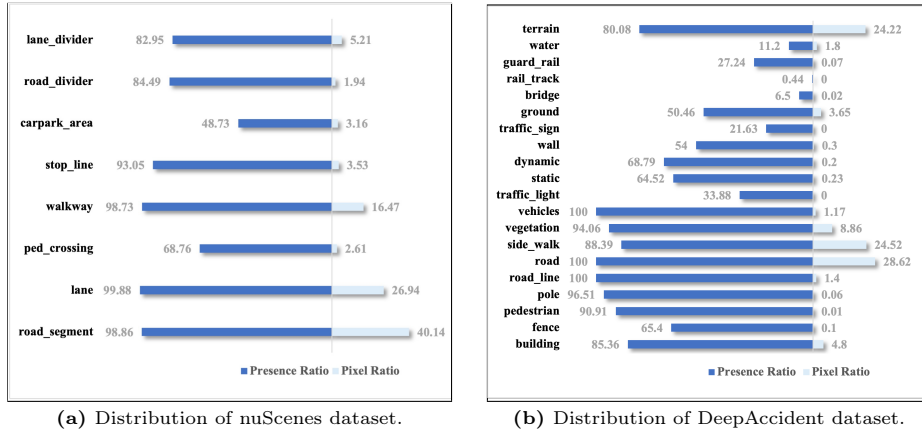 lane_divider 82.95 5.21
road_divider 84.49 1.94
carpark_area 48.73 3.16
stop_line 93.05 3.53
walkway 98.73 16.47
ped_crossing 68.76 2.61
lane 99.88 26.94
road_segment 98.86 40.14
Presence Ratio Pixel Ratio
(a) Distribution of nuScenes dataset.
terrain 80.08 24.22
water 11.2 1.8
guard_rail 27.24 0.07
rail_track 0.44 0
bridge 6.5 0.02
ground 50.46 3.65
traffic_sign 21.63 0
wall 54 0.3
dynamic 68.79 0.2
static 64.52 0.23
traffic_light 33.88 0
vehicles 100 1.17
vegetation 94.06 8.86
side_walk 88.39 24.52
road 100 28.62
road_line 100 1.4
pole 96.51 0.06
pedestrian 90.91 0.01
fence 65.4 0.1
building 85.36 4.8
Presence Ratio Pixel Ratio
(b) Distribution of DeepAccident dataset.